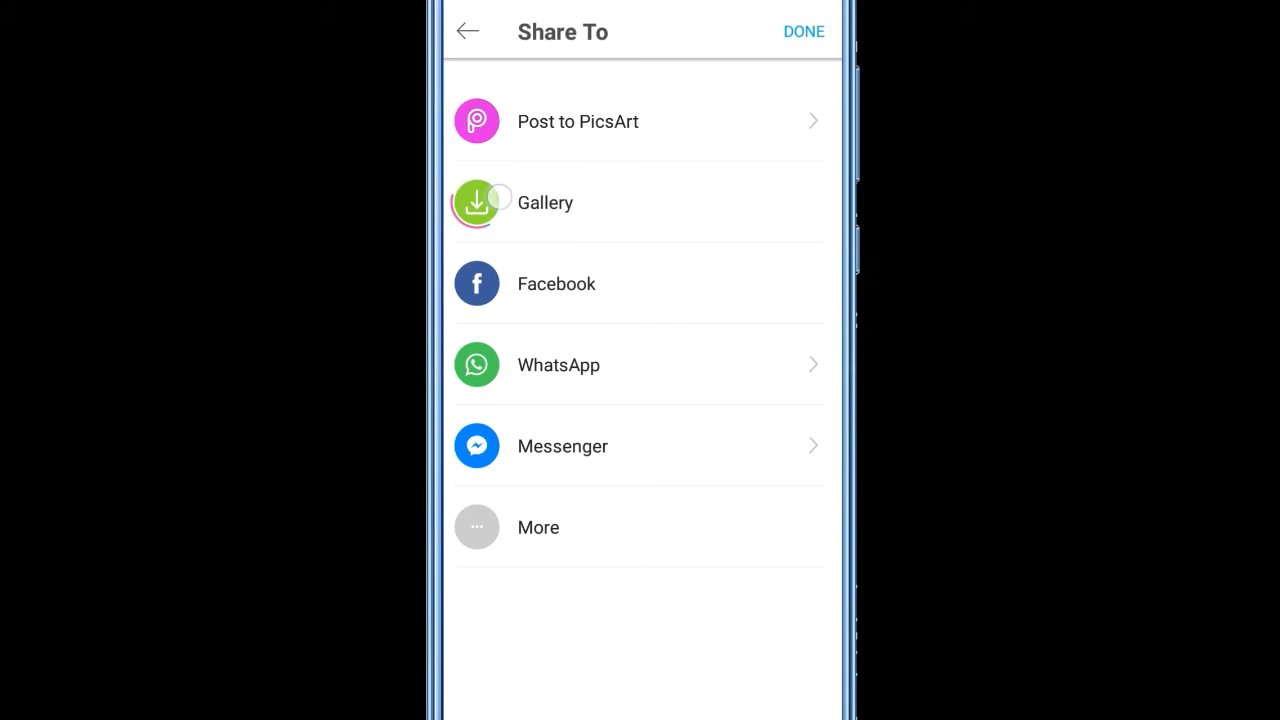 Share To
DONE
Post to PicsArt
Gallery
Facebook
WhatsApp
Messenger
More